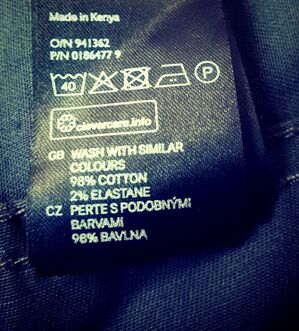 Made in Kenya
O/N 941362
P/N 0186477 9
40 P
clevercare.info
GB WASH WITH SIMILAR
COLOURS
98% COTTON
2% ELASTANE
CZ PERTE S PODOBNÝMI
BARVAMI
98% BAVLNA